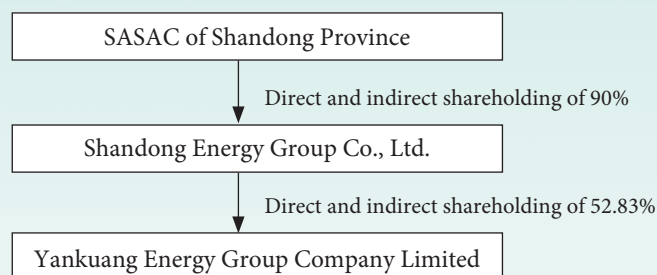 SASAC of Shandong Province
Direct and indirect shareholding of 90%
Shandong Energy Group Co., Ltd.
Direct and indirect shareholding of 52.83%
Yankuang Energy Group Company Limited